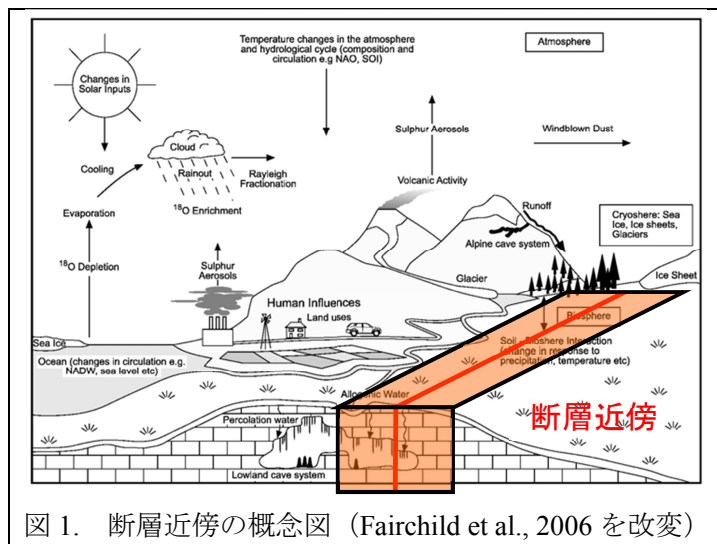 Temperature changes in the atmosphere
and hydrological cycle (composition and
circulation e.g NAO, SOI)
Atmosphere
Changes in
Solar Inputs
Sulphur Aerosols
Windblown Dust
Cloud
Cooling
Rainout
Rayleigh
Fractionation
Volcanic Activity
Evaporation
¹⁸O Enrichment
Runoff
Alpine cave system
Cryoshere: Sea
Ice, Ice sheets,
Glaciers
¹⁸O Depletion
Sulphur
Aerosols
Glacier
Ice Sheet
Human Influences
Land uses
Biosphere
Sea Ice
Soil - Bioshere Interaction
(change in response to
precipitation, temperature etc)
Ocean (changes in circulation e.g.
NADW, sea level etc)
Allogenic Water
断層近傍
Percolation water
Lowland cave system
図 1. 断層近傍の概念図（Fairchild et al., 2006 を改変）